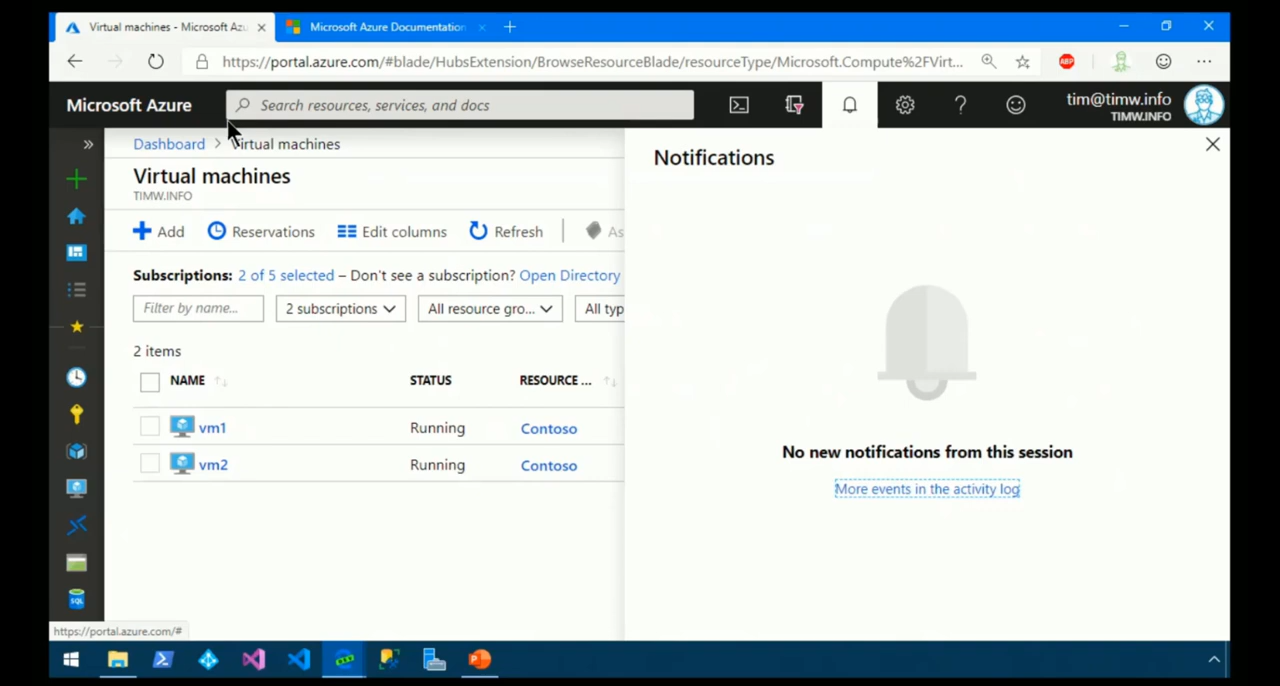 Virtual machines - Microsoft Azu
Microsoft Azure Documentation
https://portal.azure.com/#blade/HubsExtension/BrowseResourceBlade/resourceType/Microsoft.Compute%2FVirt...
ABP
Microsoft Azure
Search resources, services, and docs
tim@timw.info
TIMW.INFO
Dashboard > Virtual machines
Virtual machines
TIMW.INFO
Add
Reservations
Edit columns
Refresh
As
Subscriptions: 2 of 5 selected – Don't see a subscription? Open Directory
Filter by name...
2 subscriptions
All resource gro...
All typ
2 items
NAME
STATUS
RESOURCE ...
vm1
Running
Contoso
vm2
Running
Contoso
Notifications
No new notifications from this session
More events in the activity log
SQL
https://portal.azure.com/#